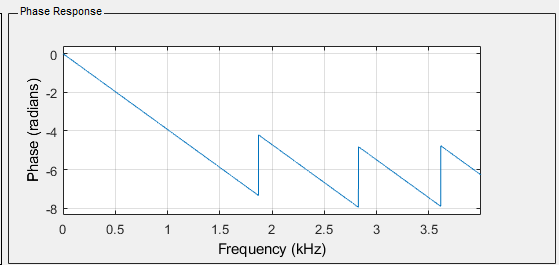 Phase Response
Phase (radians)
0
-2
-4
-6
-8
0 0.5 1 1.5 2 2.5 3 3.5
Frequency (kHz)